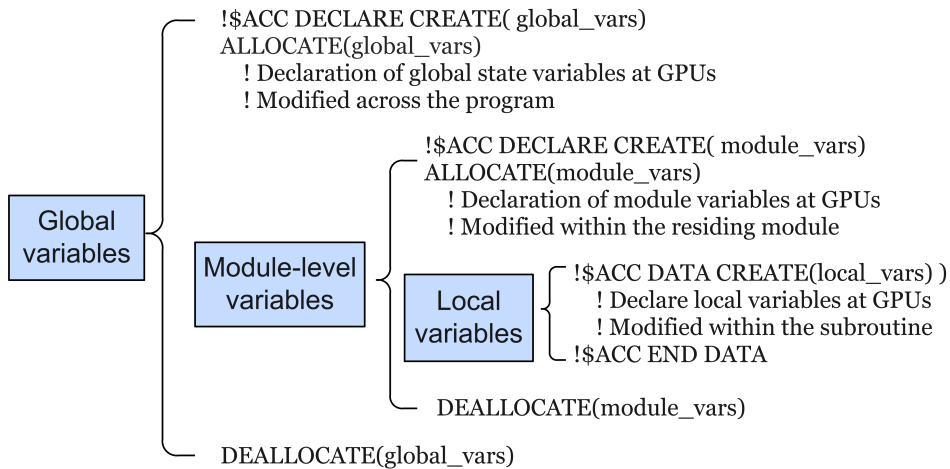 !$ACC DECLARE CREATE( global_vars)
ALLOCATE(global_vars)
! Declaration of global state variables at GPUs
! Modified across the program
!$ACC DECLARE CREATE( module_vars)
ALLOCATE(module_vars)
! Declaration of module variables at GPUs
! Modified within the residing module
Global
variables
Module-level
variables
Local
variables
!$ACC DATA CREATE(local_vars) )
! Declare local variables at GPUs
! Modified within the subroutine
!$ACC END DATA
DEALLOCATE(module_vars)
DEALLOCATE(global_vars)